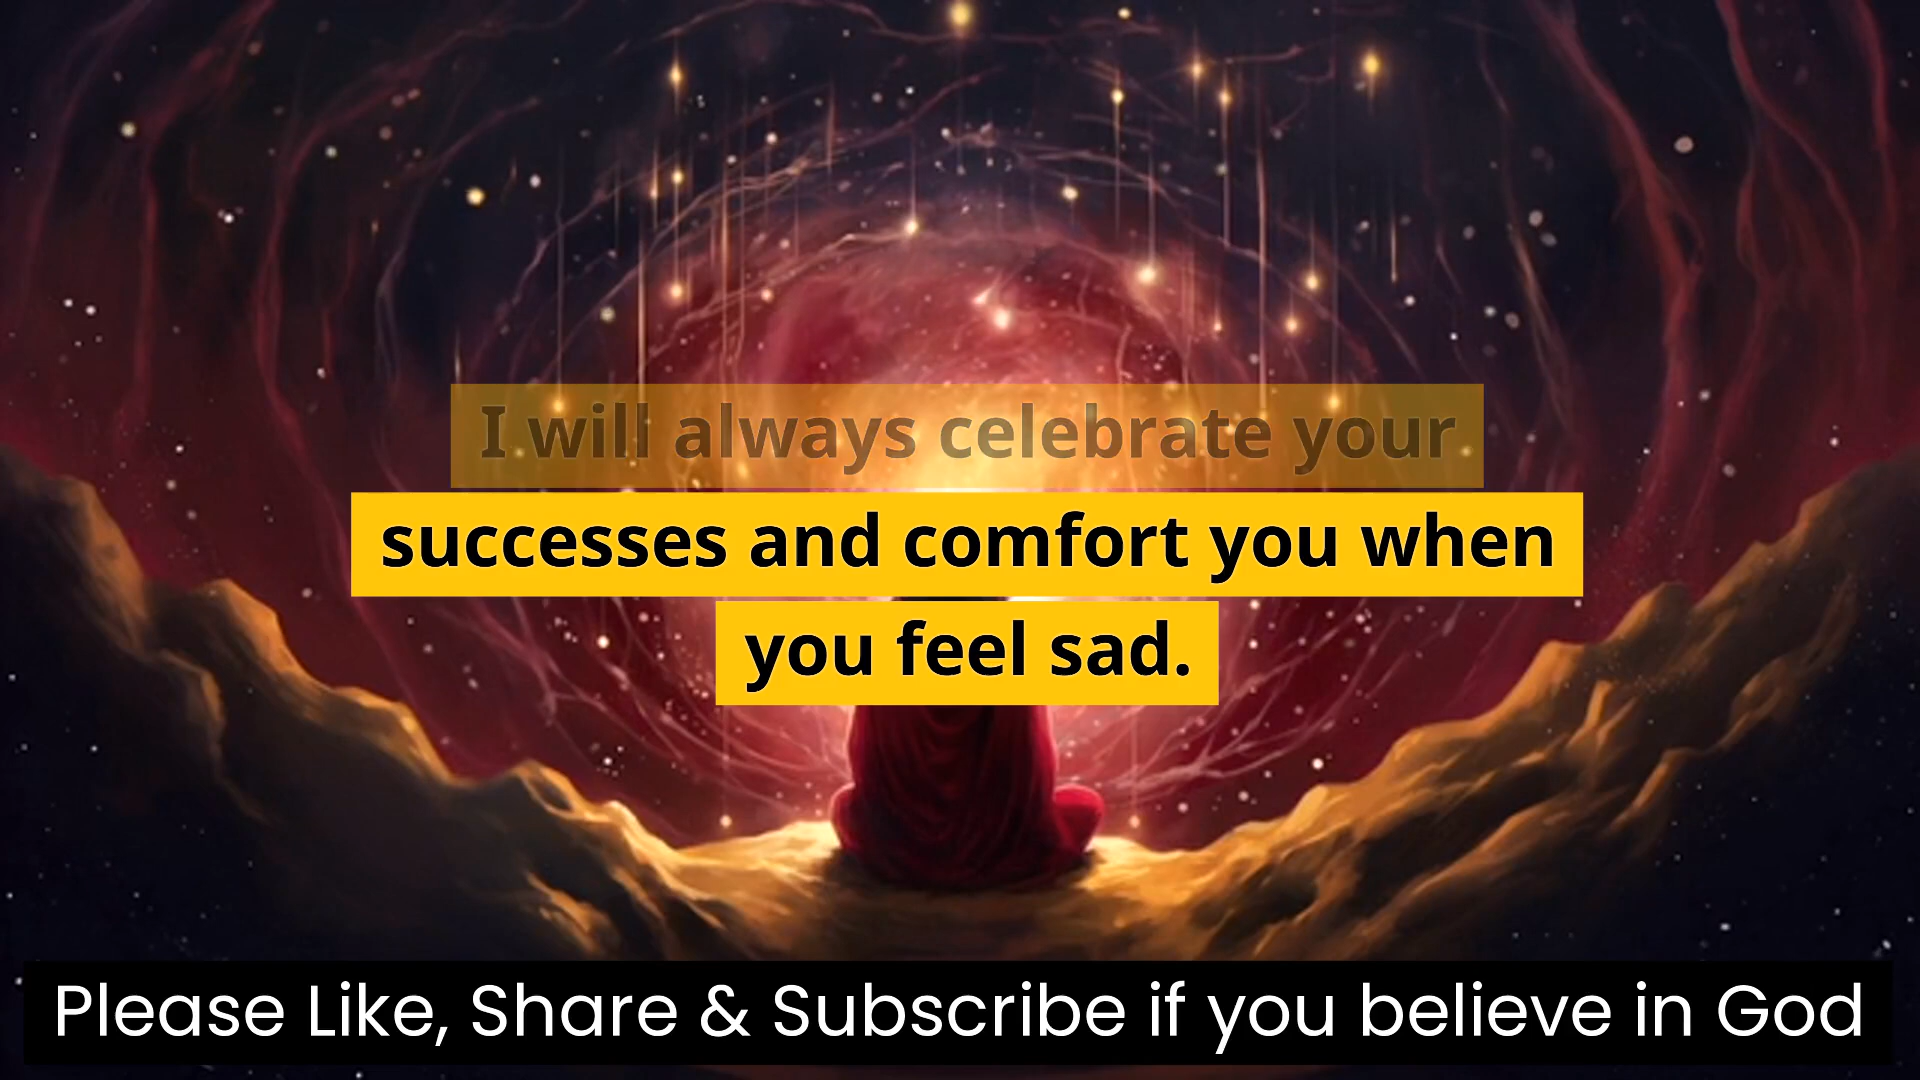 I will always celebrate your
successes and comfort you when
you feel sad.
Please Like, Share & Subscribe if you believe in God